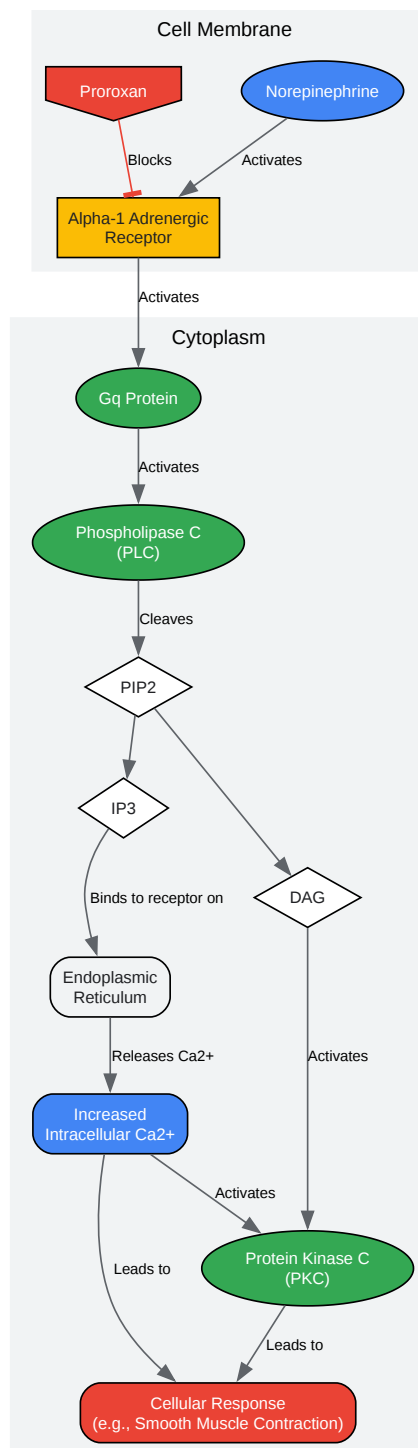 Cell Membrane
Proroxan
Norepinephrine
Blocks
Activates
Alpha-1 Adrenergic
Receptor
Activates
Cytoplasm
Gq Protein
Activates
Phospholipase C
(PLC)
Cleaves
PIP2
IP3
DAG
Binds to receptor on
Endoplasmic
Reticulum
Releases Ca2+
Activates
Increased
Intracellular Ca2+
Activates
Protein Kinase C
(PKC)
Leads to
Leads to
Cellular Response
(e.g., Smooth Muscle Contraction)